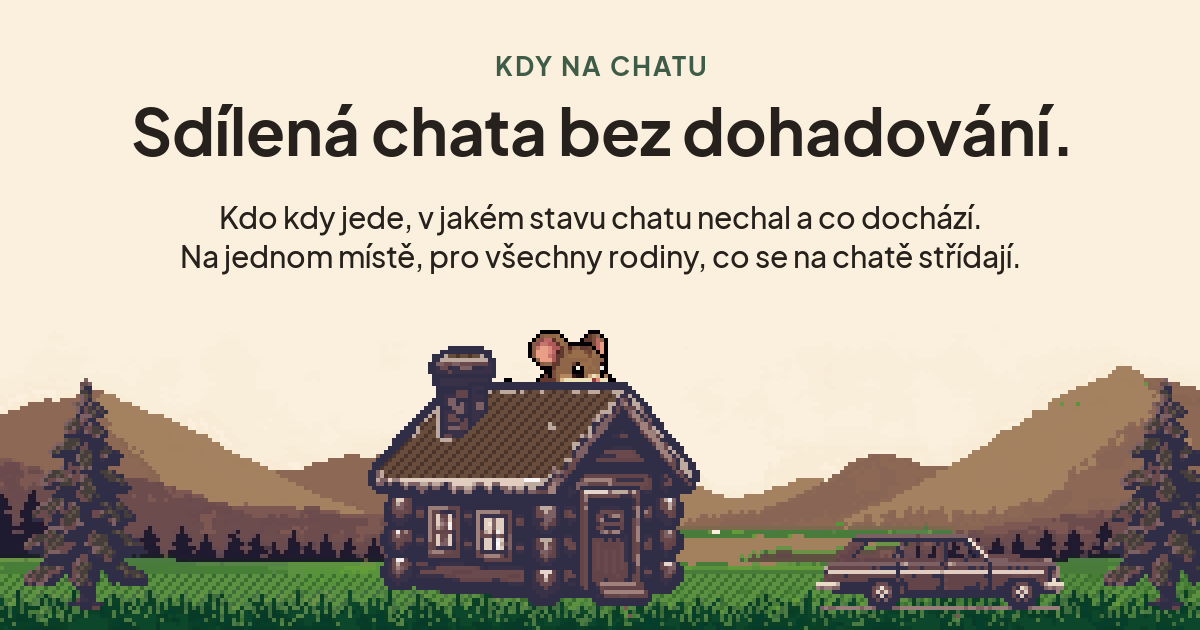 KDY NA CHATU
Sdílená chata bez dohadování.
Kdo kdy jede, v jakém stavu chatu nechal a co dochází.
Na jednom místě, pro všechny rodiny, co se na chatě střídají.